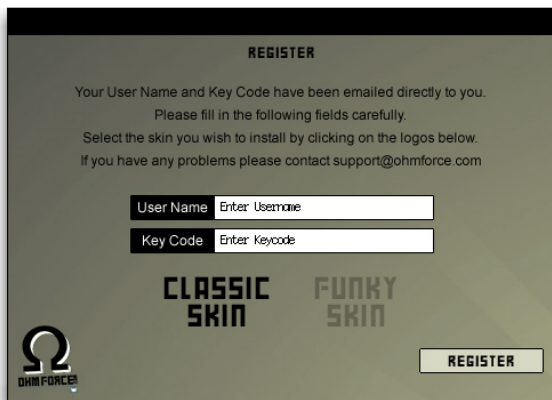 REGISTER
Your User Name and Key Code have been emailed directly to you.
Please fill in the following fields carefully.
Select the skin you wish to install by clicking on the logos below.
If you have any problems please contact support@ohmforce.com
User Name Enter Username
Key Code Enter Keycode
CLASSIC FUNKY
SKIN SKIN
OHMFORCE
REGISTER